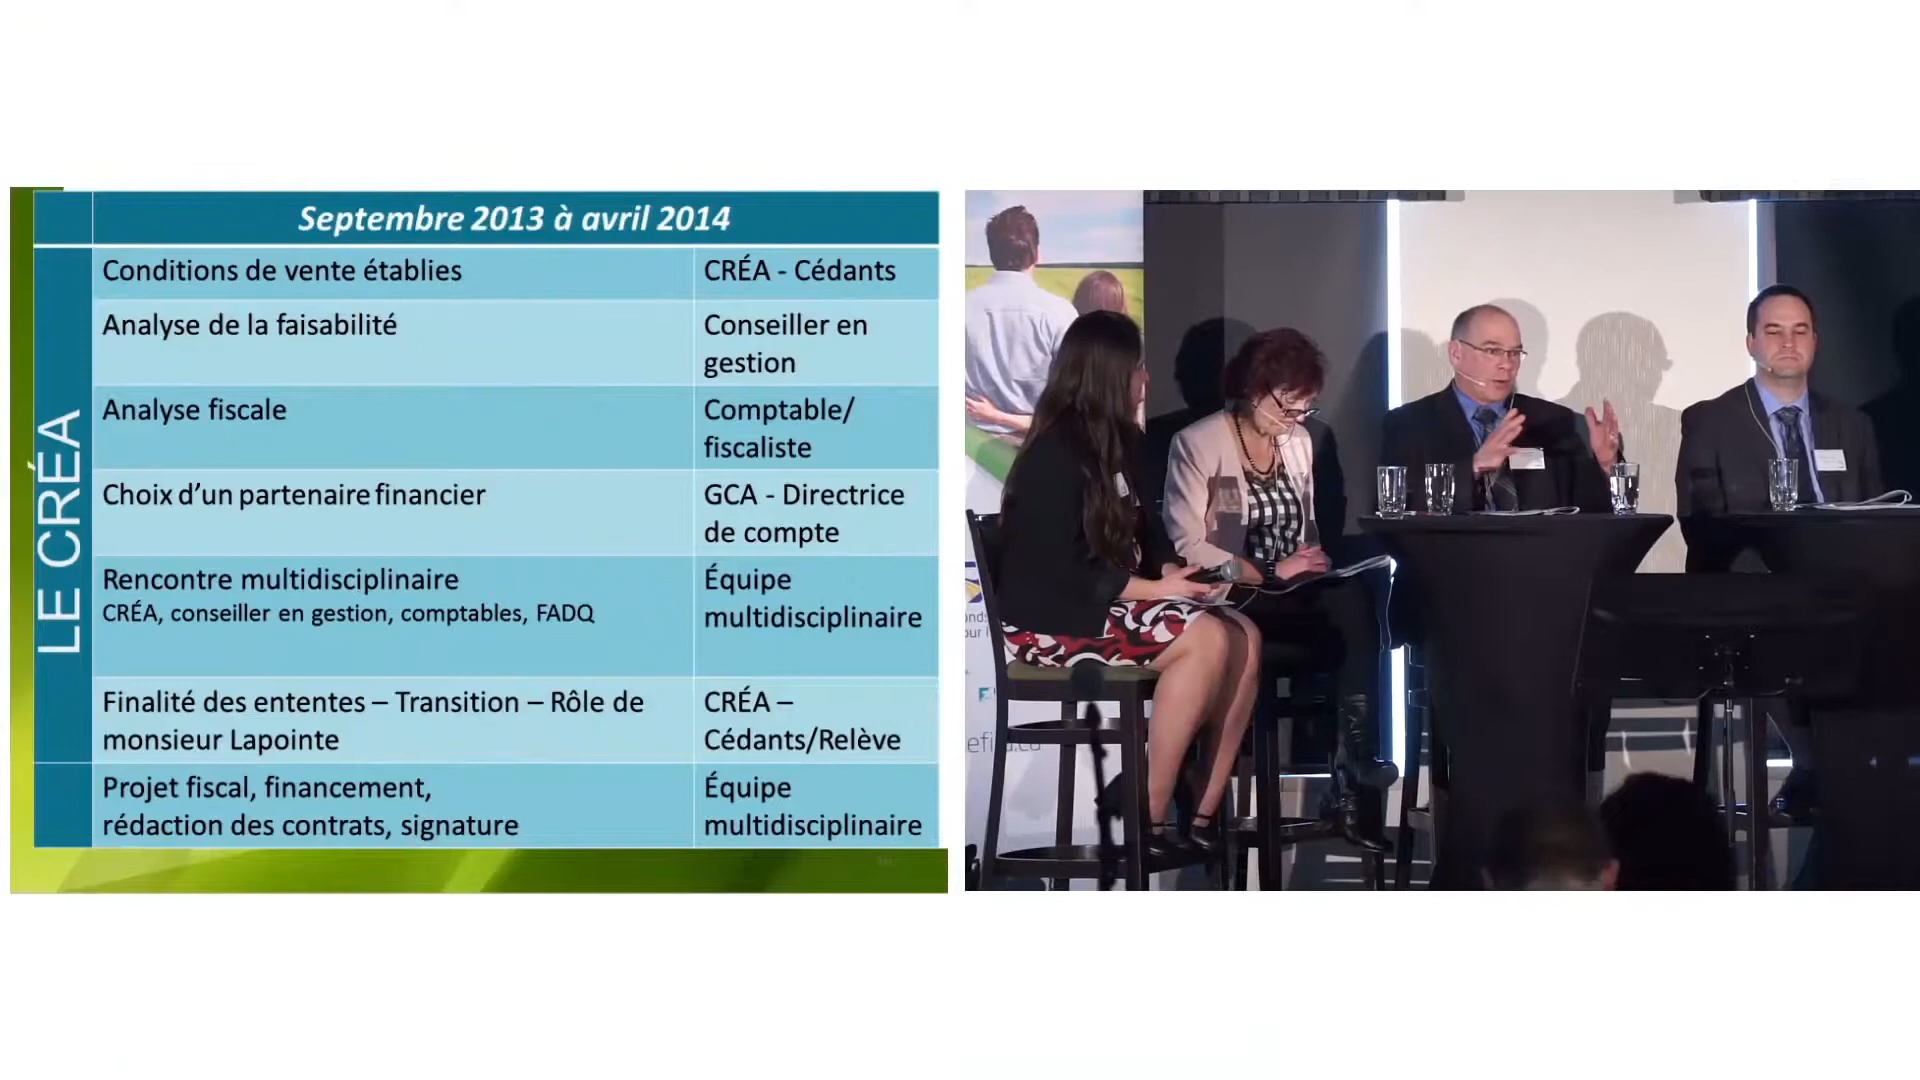 Septembre 2013 à avril 2014
LE CRÉA
Conditions de vente établies
CRÉA - Cédants
Analyse de la faisabilité
Conseiller en
gestion
Analyse fiscale
Comptable/
fiscaliste
Choix d'un partenaire financier
GCA - Directrice
de compte
Rencontre multidisciplinaire
CRÉA, conseiller en gestion, comptables, FADQ
Équipe
multidisciplinaire
Finalité des ententes – Transition – Rôle de
monsieur Lapointe
CRÉA –
Cédants/Relève
Projet fiscal, financement,
rédaction des contrats, signature
Équipe
multidisciplinaire